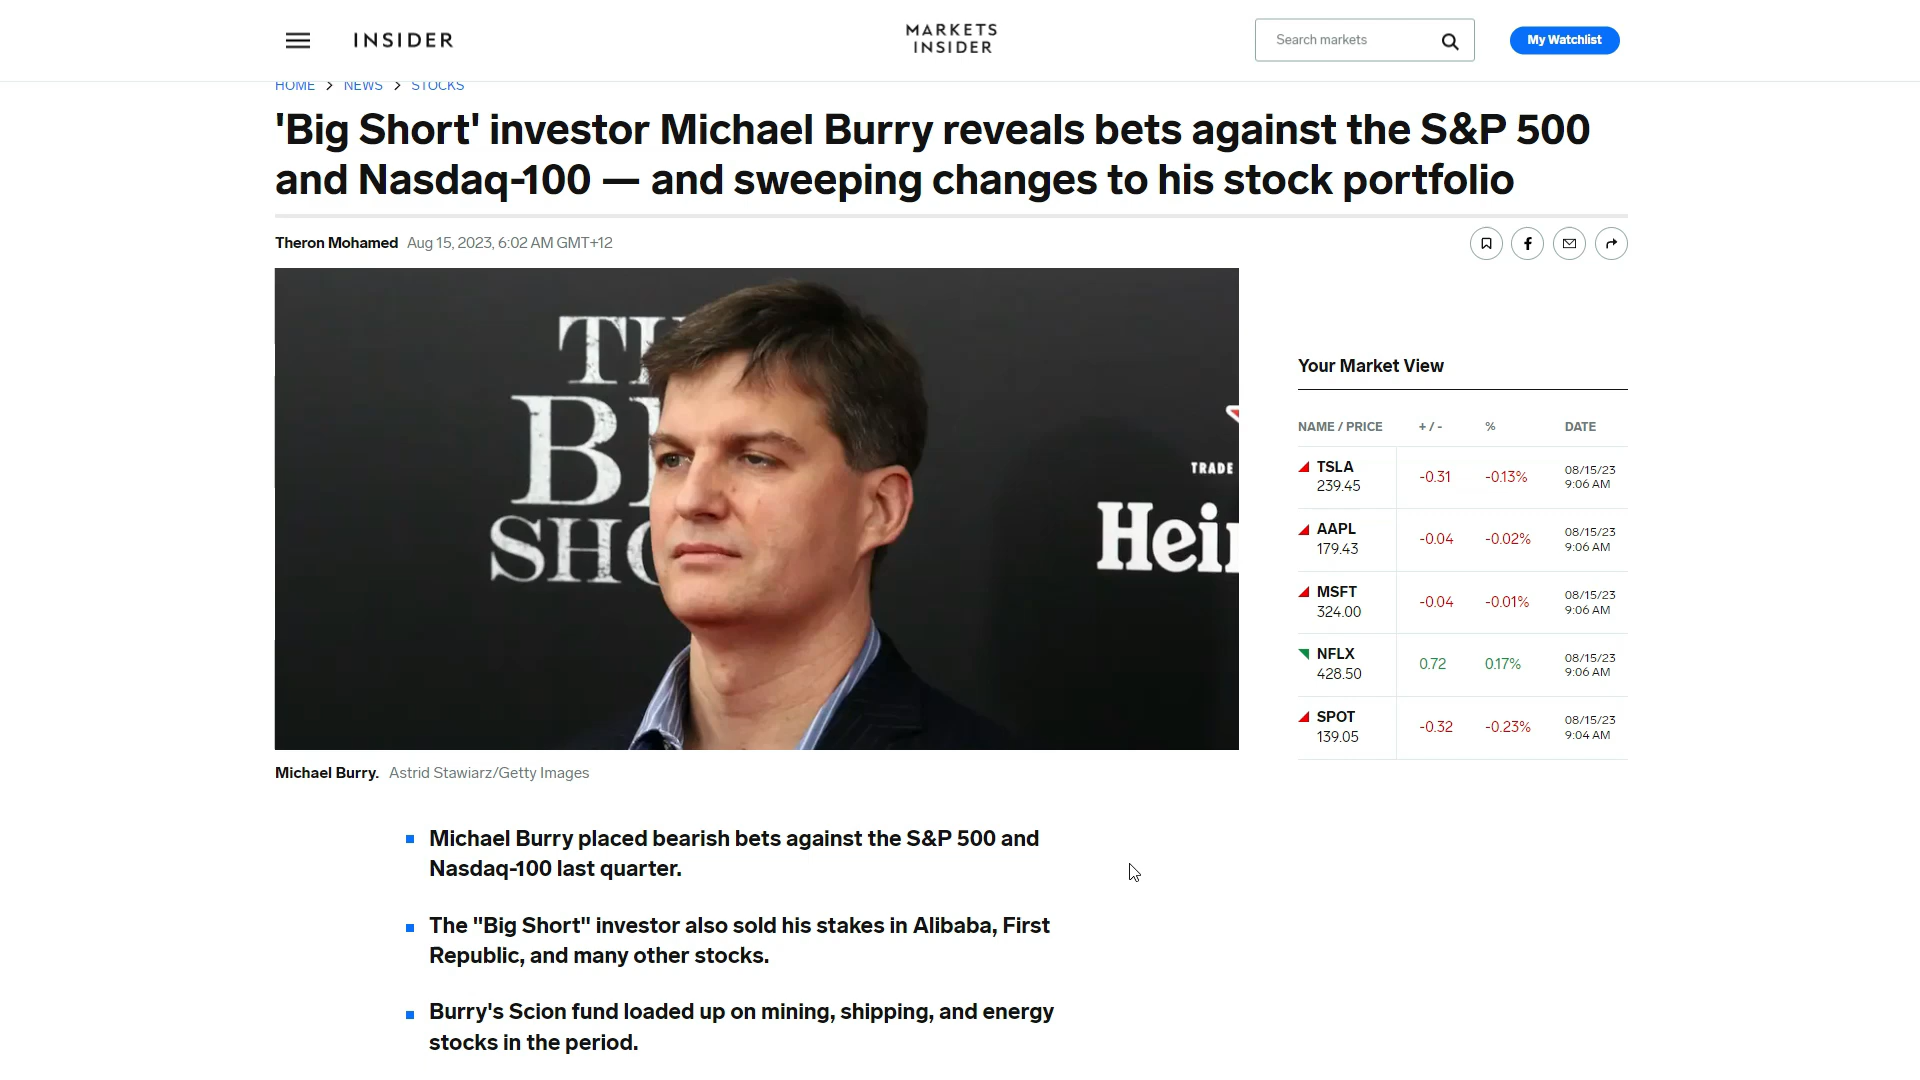 INSIDER
MARKETS
INSIDER
Search markets
My Watchlist
HOME > NEWS > STOCKS
'Big Short' investor Michael Burry reveals bets against the S&P 500
and Nasdaq-100 — and sweeping changes to his stock portfolio
Theron Mohamed Aug 15, 2023, 6:02 AM GMT+12
TH
BI
SHO
TRADE
Hein
Michael Burry. Astrid Stawiarz/Getty Images
Your Market View
NAME / PRICE + / - % DATE
TSLA
239.45
-0.31 -0.13%
08/15/23
9:06 AM
AAPL
179.43
-0.04 -0.02%
08/15/23
9:06 AM
MSFT
324.00
-0.04 -0.01%
08/15/23
9:06 AM
NFLX
428.50
0.72 0.17%
08/15/23
9:06 AM
SPOT
139.05
-0.32 -0.23%
08/15/23
9:04 AM
Michael Burry placed bearish bets against the S&P 500 and
Nasdaq-100 last quarter.
The "Big Short" investor also sold his stakes in Alibaba, First
Republic, and many other stocks.
Burry's Scion fund loaded up on mining, shipping, and energy
stocks in the period.